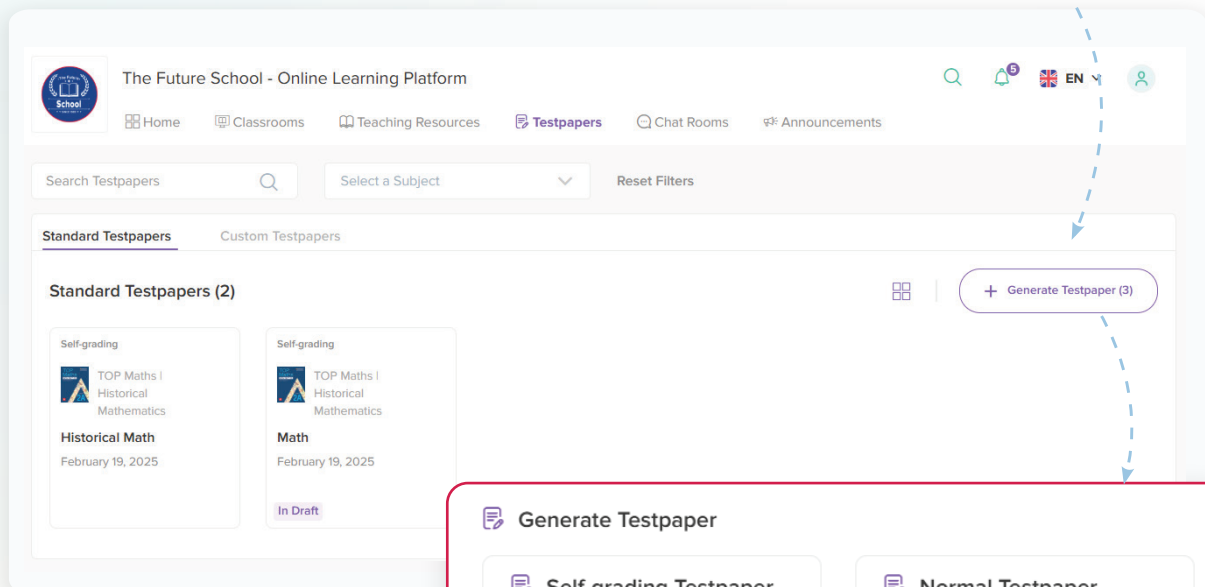 The Future School - Online Learning Platform
5
EN
School
Home Classrooms Teaching Resources Testpapers Chat Rooms Announcements
Search Testpapers Select a Subject Reset Filters
Standard Testpapers Custom Testpapers
Standard Testpapers (2)
+ Generate Testpaper (3)
Self-grading
TOP Maths |
Historical
Mathematics
Historical Math
February 19, 2025
Self-grading
TOP Maths |
Historical
Mathematics
Math
February 19, 2025
In Draft
Generate Testpaper
Self-grading Testpaper Normal Testpaper